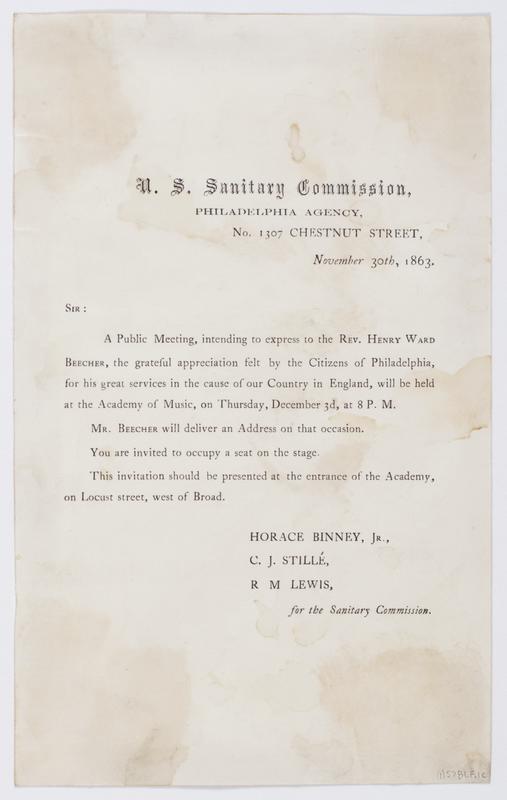 U. S. Sanitary Commission,
PHILADELPHIA AGENCY,
No. 1307 CHESTNUT STREET,
November 30th, 1863.
SIR :
A Public Meeting, intending to express to the REV. HENRY WARD
BEECHER, the grateful appreciation felt by the Citizens of Philadelphia,
for his great services in the cause of our Country in England, will be held
at the Academy of Music, on Thursday, December 3d, at 8 P. M.
MR. BEECHER will deliver an Address on that occasion.
You are invited to occupy a seat on the stage.
This invitation should be presented at the entrance of the Academy,
on Locust street, west of Broad.
HORACE BINNEY, JR.,
C. J. STILLÉ,
R M LEWIS,
for the Sanitary Commission.